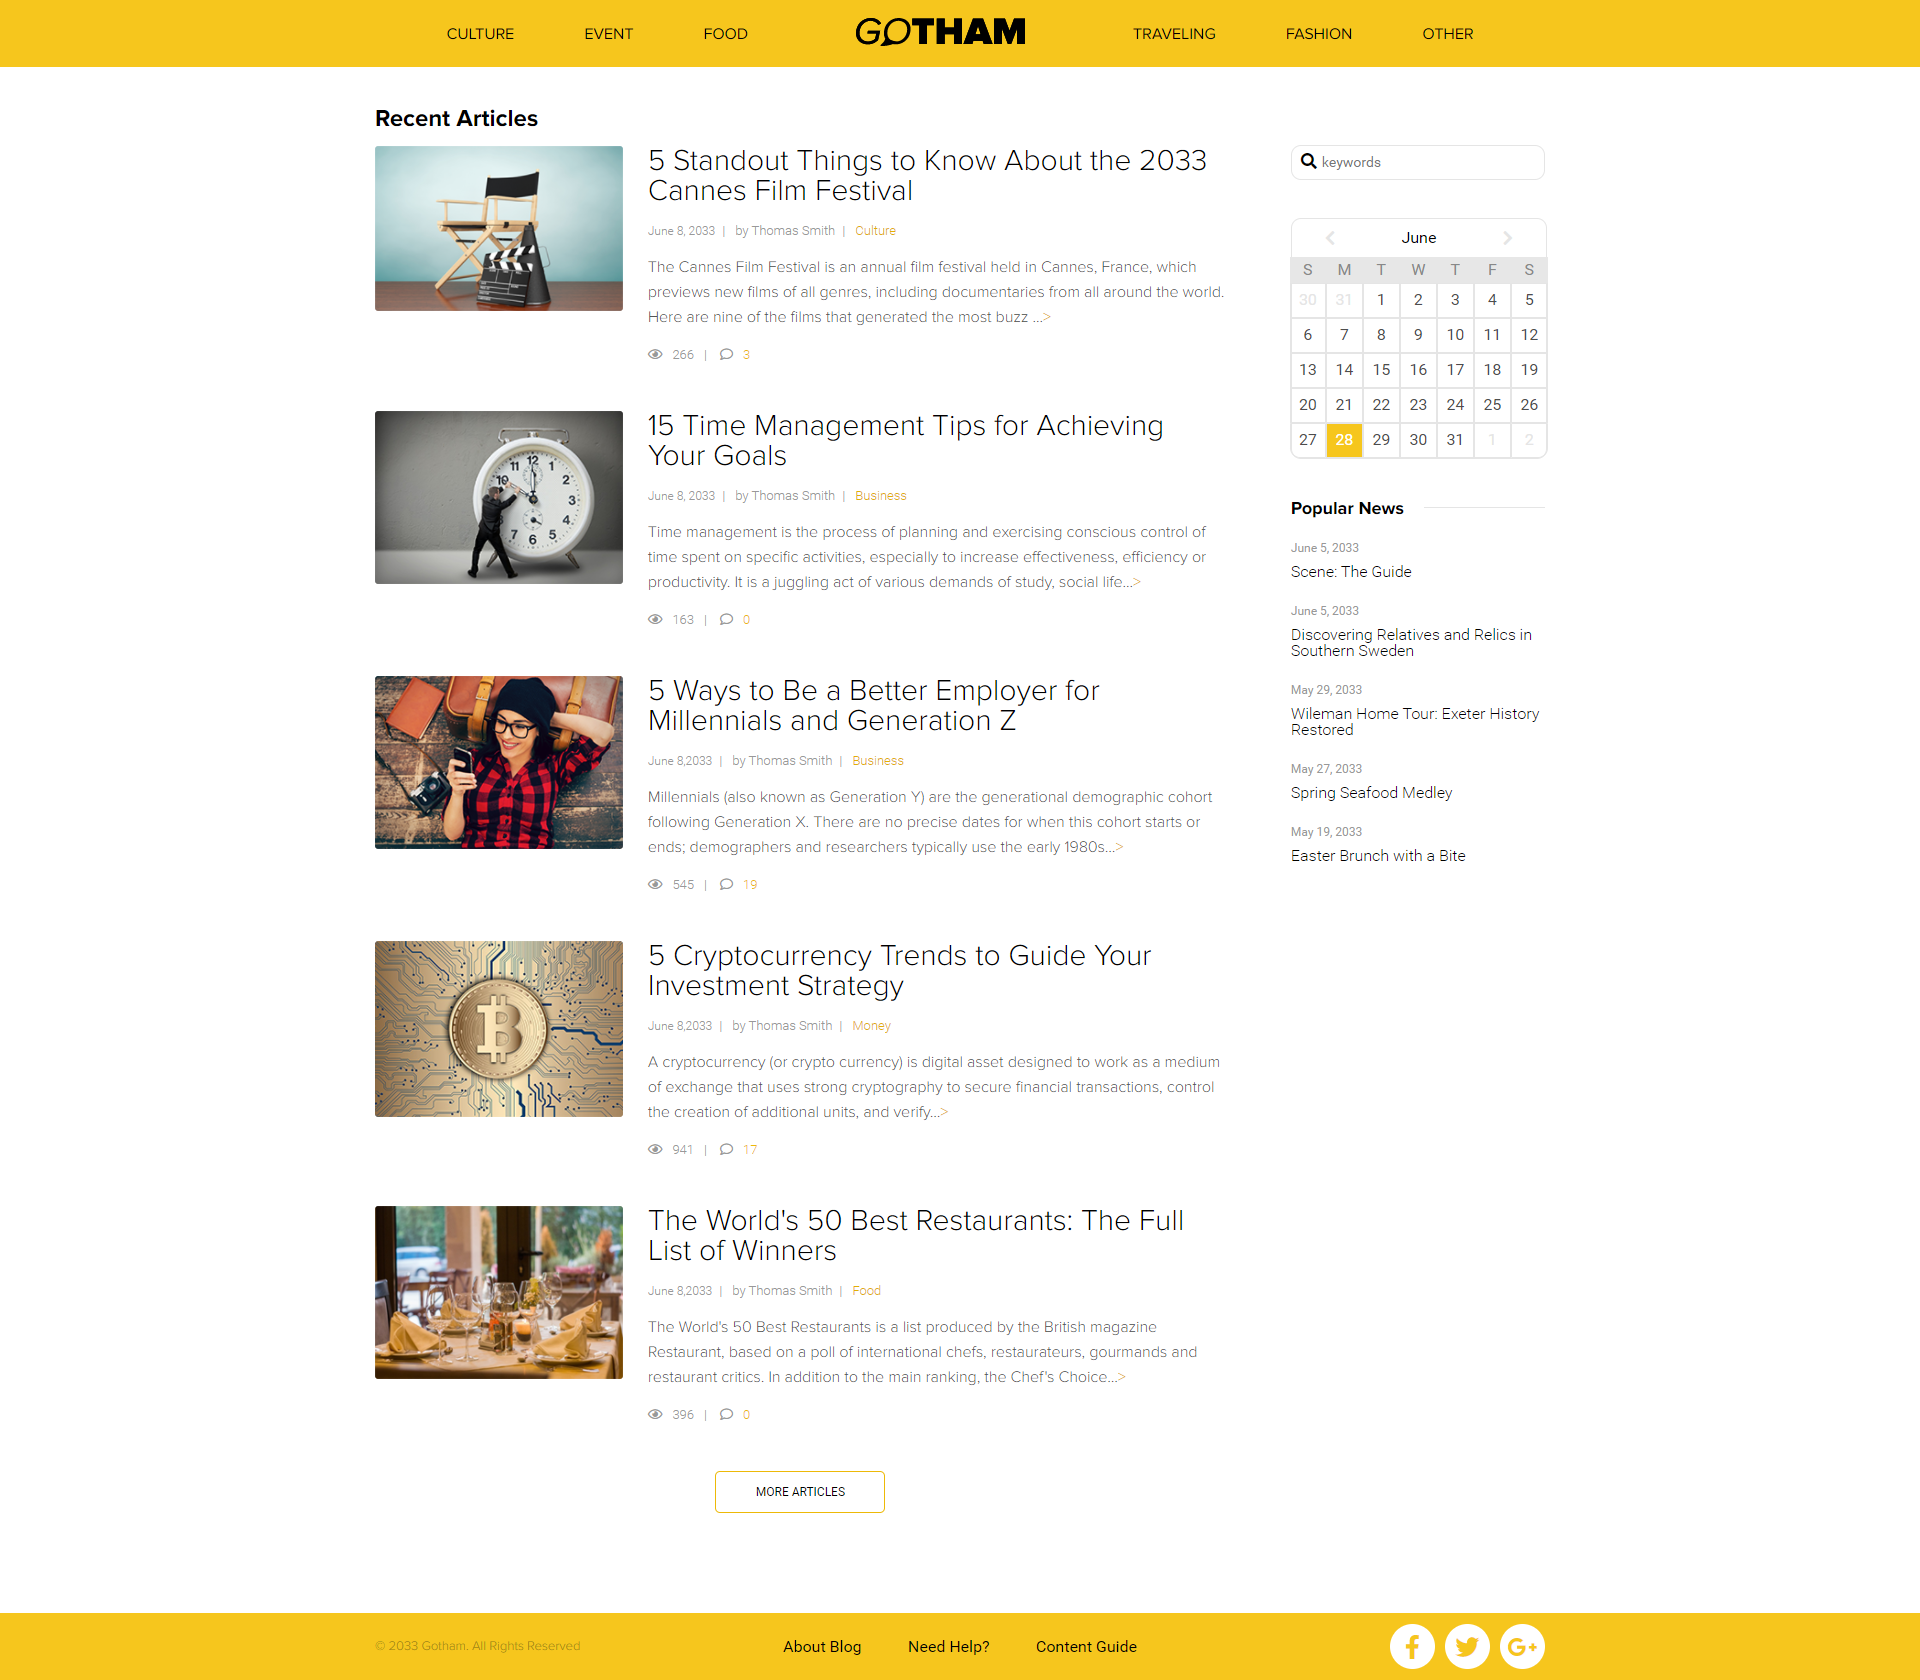 CULTURE EVENT FOOD GOTHAM TRAVELING FASHION OTHER
Recent Articles
5 Standout Things to Know About the 2033
Cannes Film Festival
June 8, 2033 | by Thomas Smith | Culture
The Cannes Film Festival is an annual film festival held in Cannes, France, which
previews new films of all genres, including documentaries from all around the world.
Here are nine of the films that generated the most buzz ...>
266 | 3
15 Time Management Tips for Achieving
Your Goals
June 8, 2033 | by Thomas Smith | Business
Time management is the process of planning and exercising conscious control of
time spent on specific activities, especially to increase effectiveness, efficiency or
productivity. It is a juggling act of various demands of study, social life...>
163 | 0
5 Ways to Be a Better Employer for
Millennials and Generation Z
June 8,2033 | by Thomas Smith | Business
Millennials (also known as Generation Y) are the generational demographic cohort
following Generation X. There are no precise dates for when this cohort starts or
ends; demographers and researchers typically use the early 1980s...>
545 | 19
5 Cryptocurrency Trends to Guide Your
Investment Strategy
June 8,2033 | by Thomas Smith | Money
A cryptocurrency (or crypto currency) is digital asset designed to work as a medium
of exchange that uses strong cryptography to secure financial transactions, control
the creation of additional units, and verify...>
941 | 17
The World's 50 Best Restaurants: The Full
List of Winners
June 8,2033 | by Thomas Smith | Food
The World's 50 Best Restaurants is a list produced by the British magazine
Restaurant, based on a poll of international chefs, restaurateurs, gourmands and
restaurant critics. In addition to the main ranking, the Chef's Choice...>
396 | 0
MORE ARTICLES
keywords
June
S M T W T F S
30 31 1 2 3 4 5
6 7 8 9 10 11 12
13 14 15 16 17 18 19
20 21 22 23 24 25 26
27 28 29 30 31 1 2
Popular News
June 5, 2033
Scene: The Guide
June 5, 2033
Discovering Relatives and Relics in
Southern Sweden
May 29, 2033
Wileman Home Tour: Exeter History
Restored
May 27, 2033
Spring Seafood Medley
May 19, 2033
Easter Brunch with a Bite
© 2033 Gotham. All Rights Reserved
About Blog Need Help? Content Guide